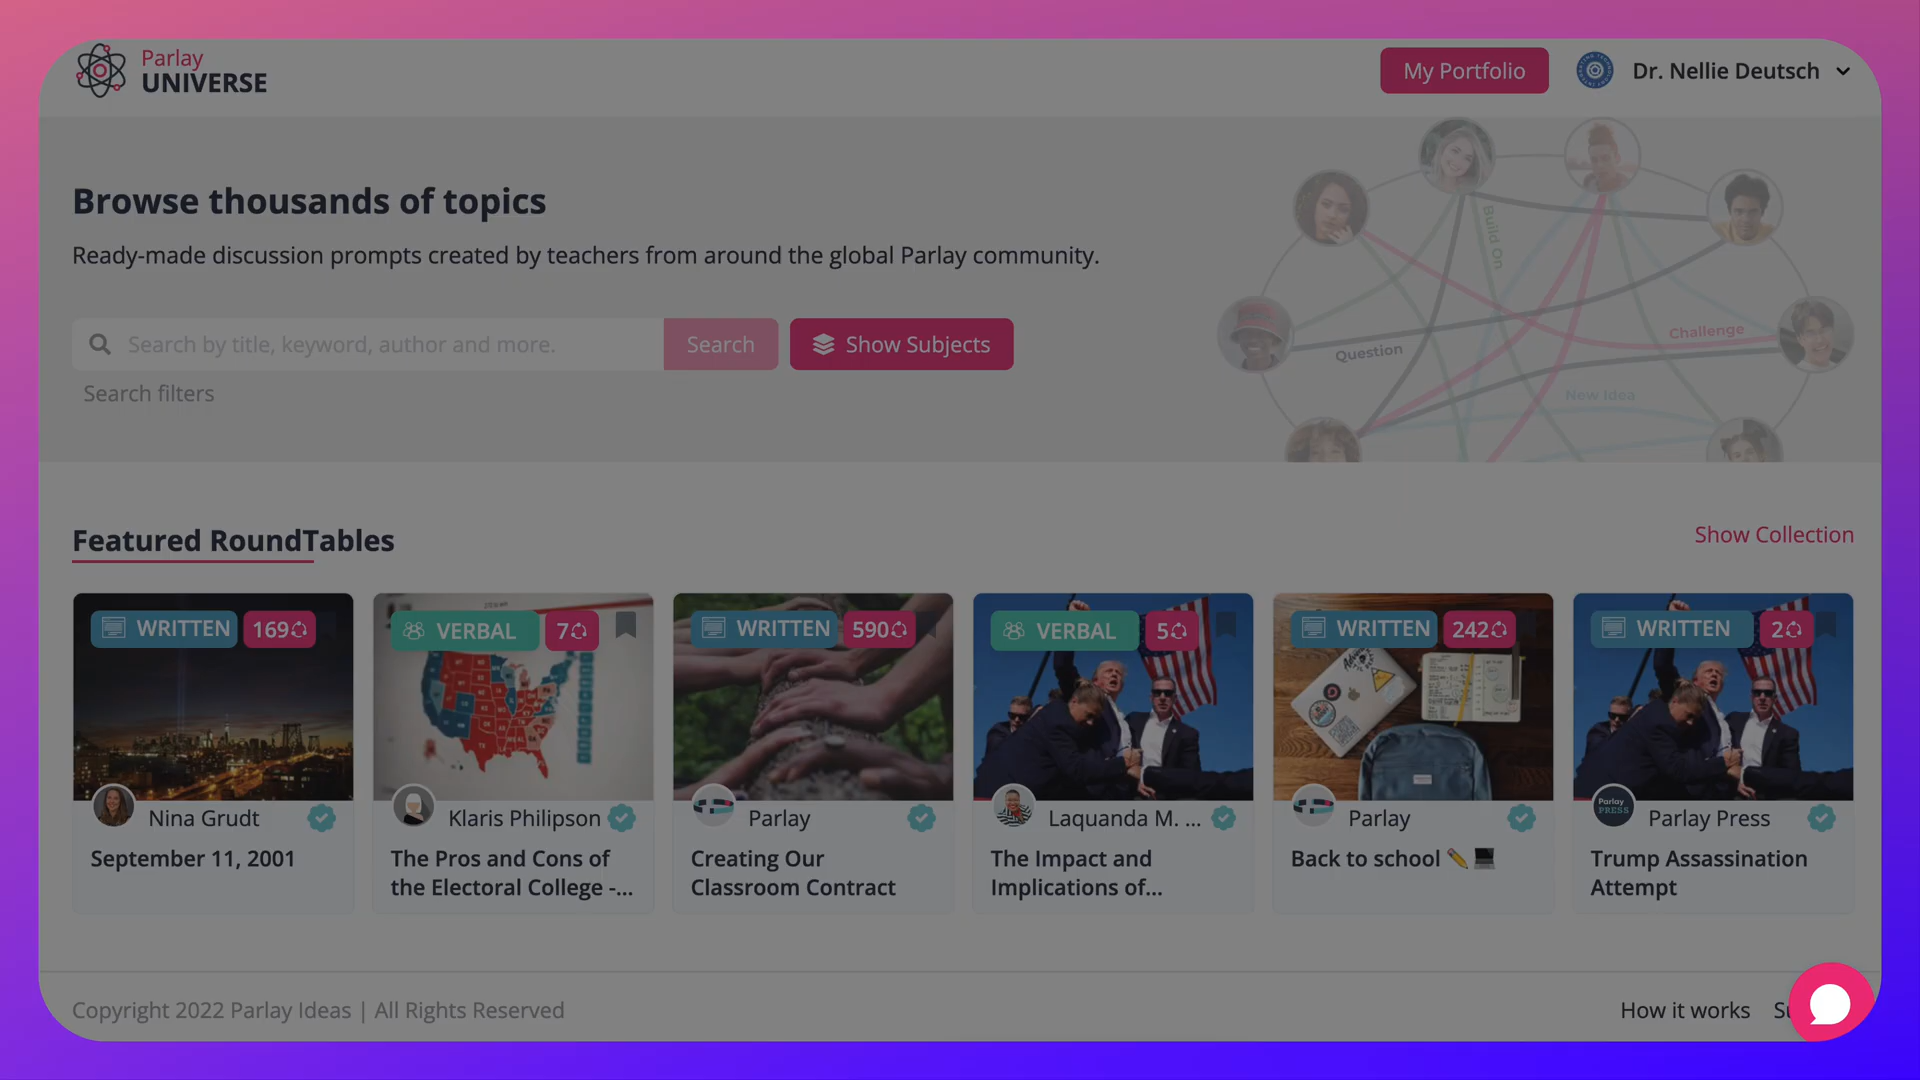 Parlay
UNIVERSE
My Portfolio
Dr. Nellie Deutsch
Browse thousands of topics
Ready-made discussion prompts created by teachers from around the global Parlay community.
Search by title, keyword, author and more.
Search
Show Subjects
Search filters
Build On
Question
Challenge
New Idea
Featured RoundTables
Show Collection
WRITTEN 169
VERBAL 7
WRITTEN 590
VERBAL 5
WRITTEN 242
WRITTEN 2
Parlay
PRESS
Nina Grudt
Klaris Philipson
Parlay
Laquanda M. ...
Parlay
Parlay Press
September 11, 2001
The Pros and Cons of
the Electoral College -...
Creating Our
Classroom Contract
The Impact and
Implications of...
Back to school ✏️💻
Trump Assassination
Attempt
Copyright 2022 Parlay Ideas | All Rights Reserved
How it works